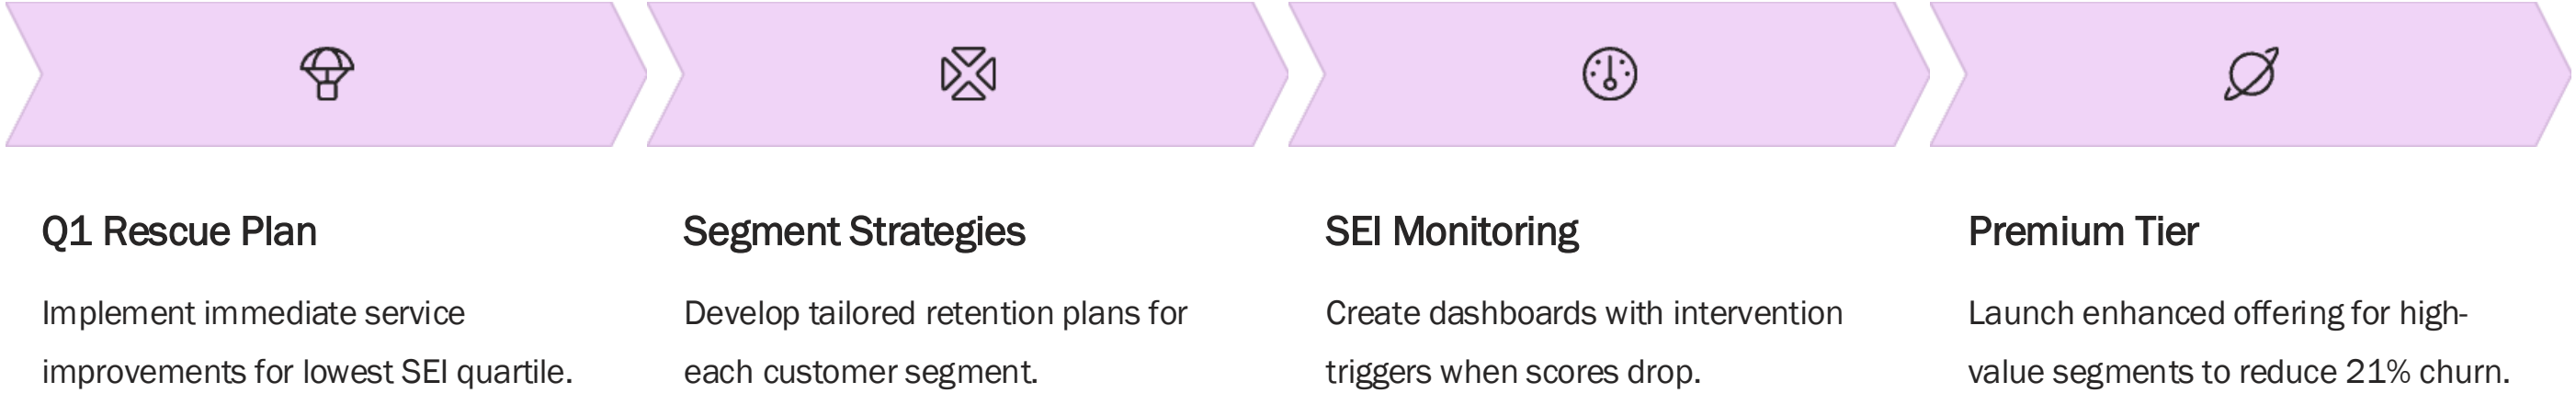 Q1 Rescue Plan
Implement immediate service
improvements for lowest SEI quartile.
Segment Strategies
Develop tailored retention plans for
each customer segment.
SEI Monitoring
Create dashboards with intervention
triggers when scores drop.
Premium Tier
Launch enhanced offering for high-
value segments to reduce 21% churn.